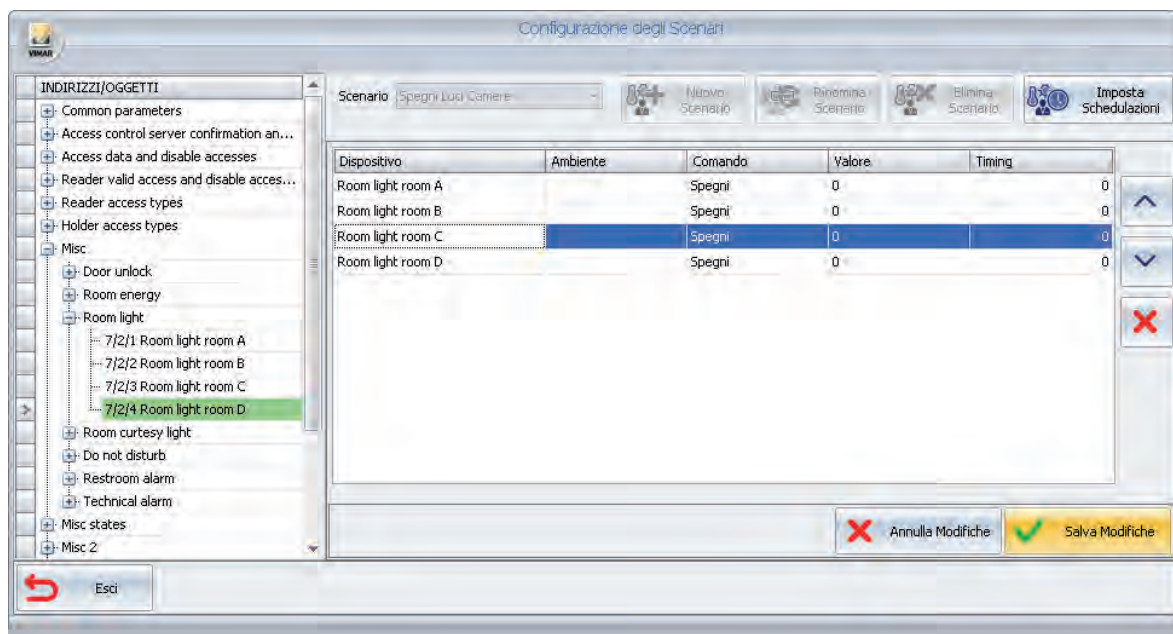 Configurazione degli Scenari
VIMAR
INDIRIZZI/OGGETTI
Common parameters
Access control server confirmation an...
Access data and disable accesses
Reader valid access and disable acces...
Reader access types
Holder access types
Misc
Door unlock
Room energy
Room light
7/2/1 Room light room A
7/2/2 Room light room B
7/2/3 Room light room C
7/2/4 Room light room D
Room curtesy light
Do not disturb
Restroom alarm
Technical alarm
Misc states
Misc 2
Scenario Spegni Luci Camere
Nuovo Scenario
Rinomina Scenario
Elimina Scenario
Imposta Schedulazioni
Dispositivo Ambiente Comando Valore Timing
Room light room A Spegni 0 0
Room light room B Spegni 0 0
Room light room C Spegni 0 0
Room light room D Spegni 0 0
Annulla Modifiche Salva Modifiche
Esci